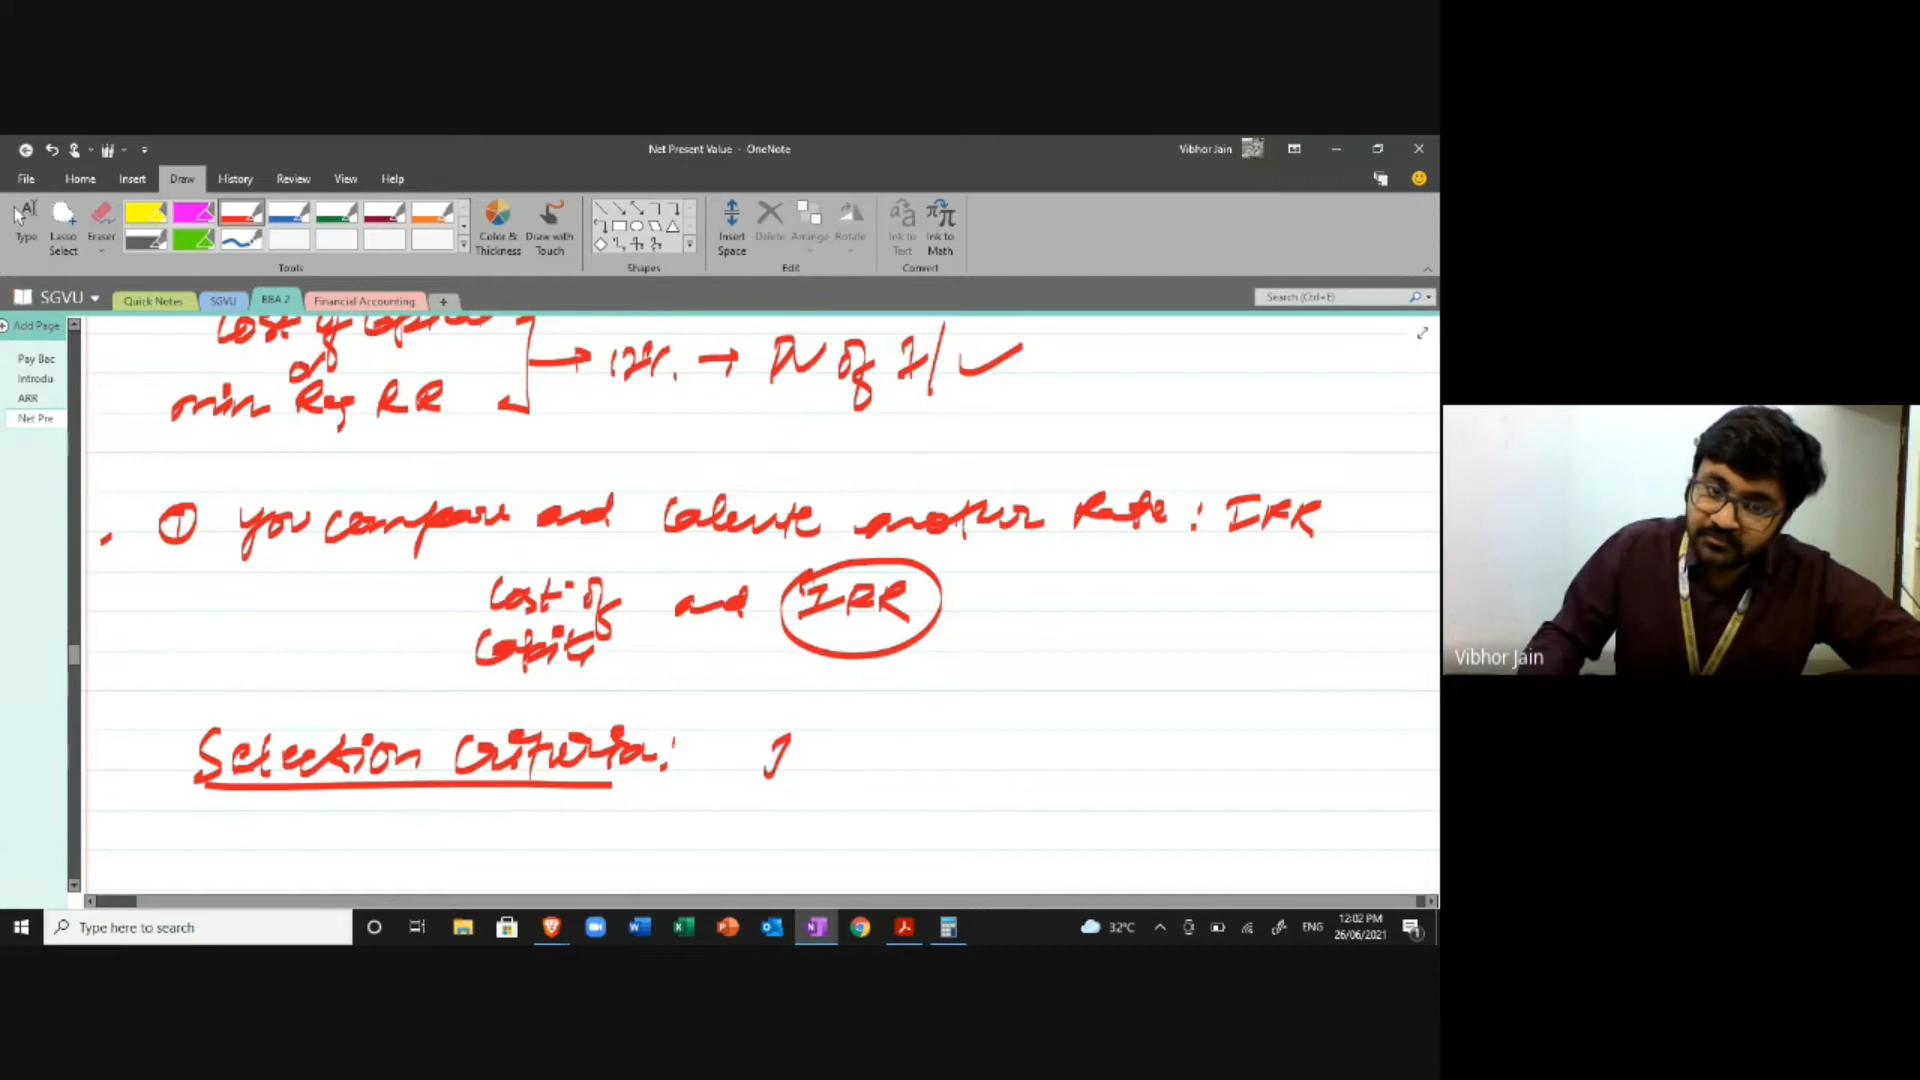 Net Present Value - OneNote
Vibhor Jain
File Home Insert Draw History Review View Help
Type
Lasso Select
Eraser
Color & Thickness
Draw with Touch
Insert Space
Delete
Arrange
Rotate
Ink to Text
Ink to Math
Tools
Shapes
Edit
Convert
SGVU
Quick Notes
SGVU
BBA 2
Financial Accounting
+
Search (Ctrl+E)
Add Page
Pay Bac
Introdu
ARR
Net Pre
Cost of Capital
or
min Req RR
→ 12%. → PV of I/
① you compare and calculate another Rate: IRR
Cost of Capital and IRR
Selection Criteria: I
Vibhor Jain
Type here to search
32°C
ENG
12:02 PM
26/06/2021